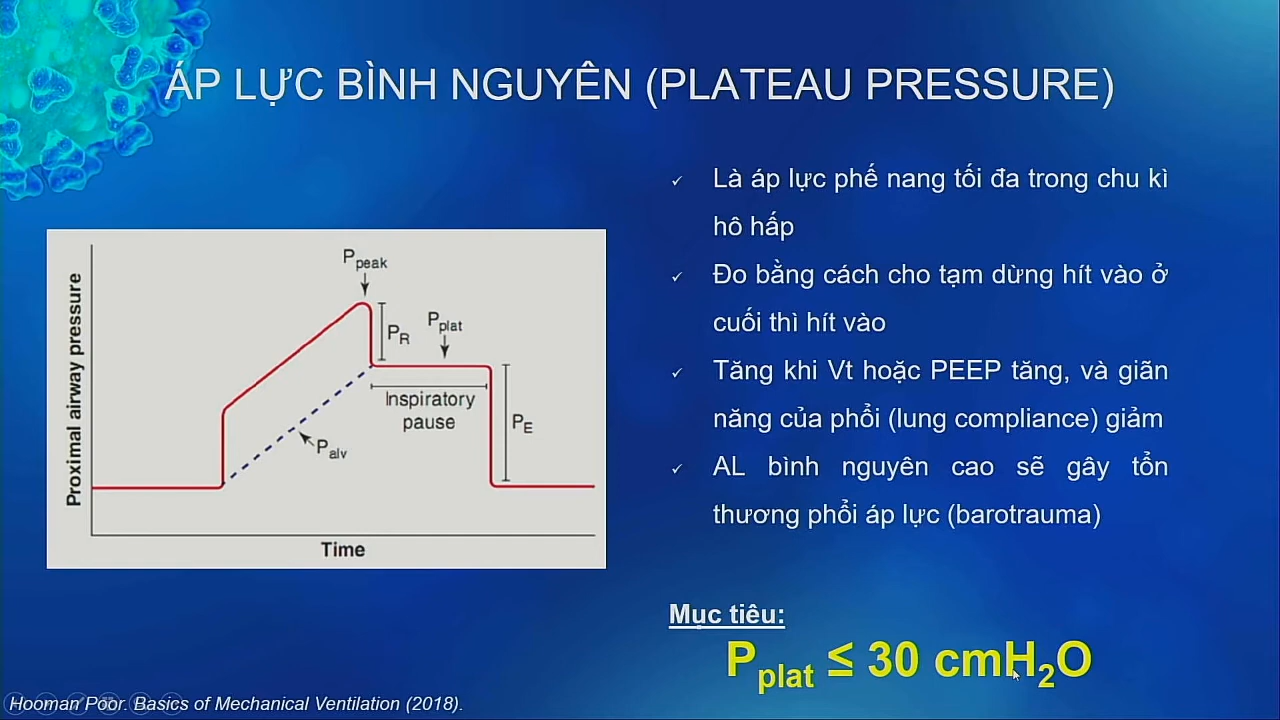 ÁP LỰC BÌNH NGUYÊN (PLATEAU PRESSURE)
Proximal airway pressure
Ppeak
PR
Pplat
Inspiratory
pause
PE
Palv
Time
✓ Là áp lực phế nang tối đa trong chu kì
hô hấp
✓ Đo bằng cách cho tạm dừng hít vào ở
cuối thì hít vào
✓ Tăng khi Vt hoặc PEEP tăng, và giãn
năng của phổi (lung compliance) giảm
✓ AL bình nguyên cao sẽ gây tổn
thương phổi áp lực (barotrauma)
Mục tiêu:
Pplat ≤ 30 cmH2O
Hooman Poor. Basics of Mechanical Ventilation (2018).